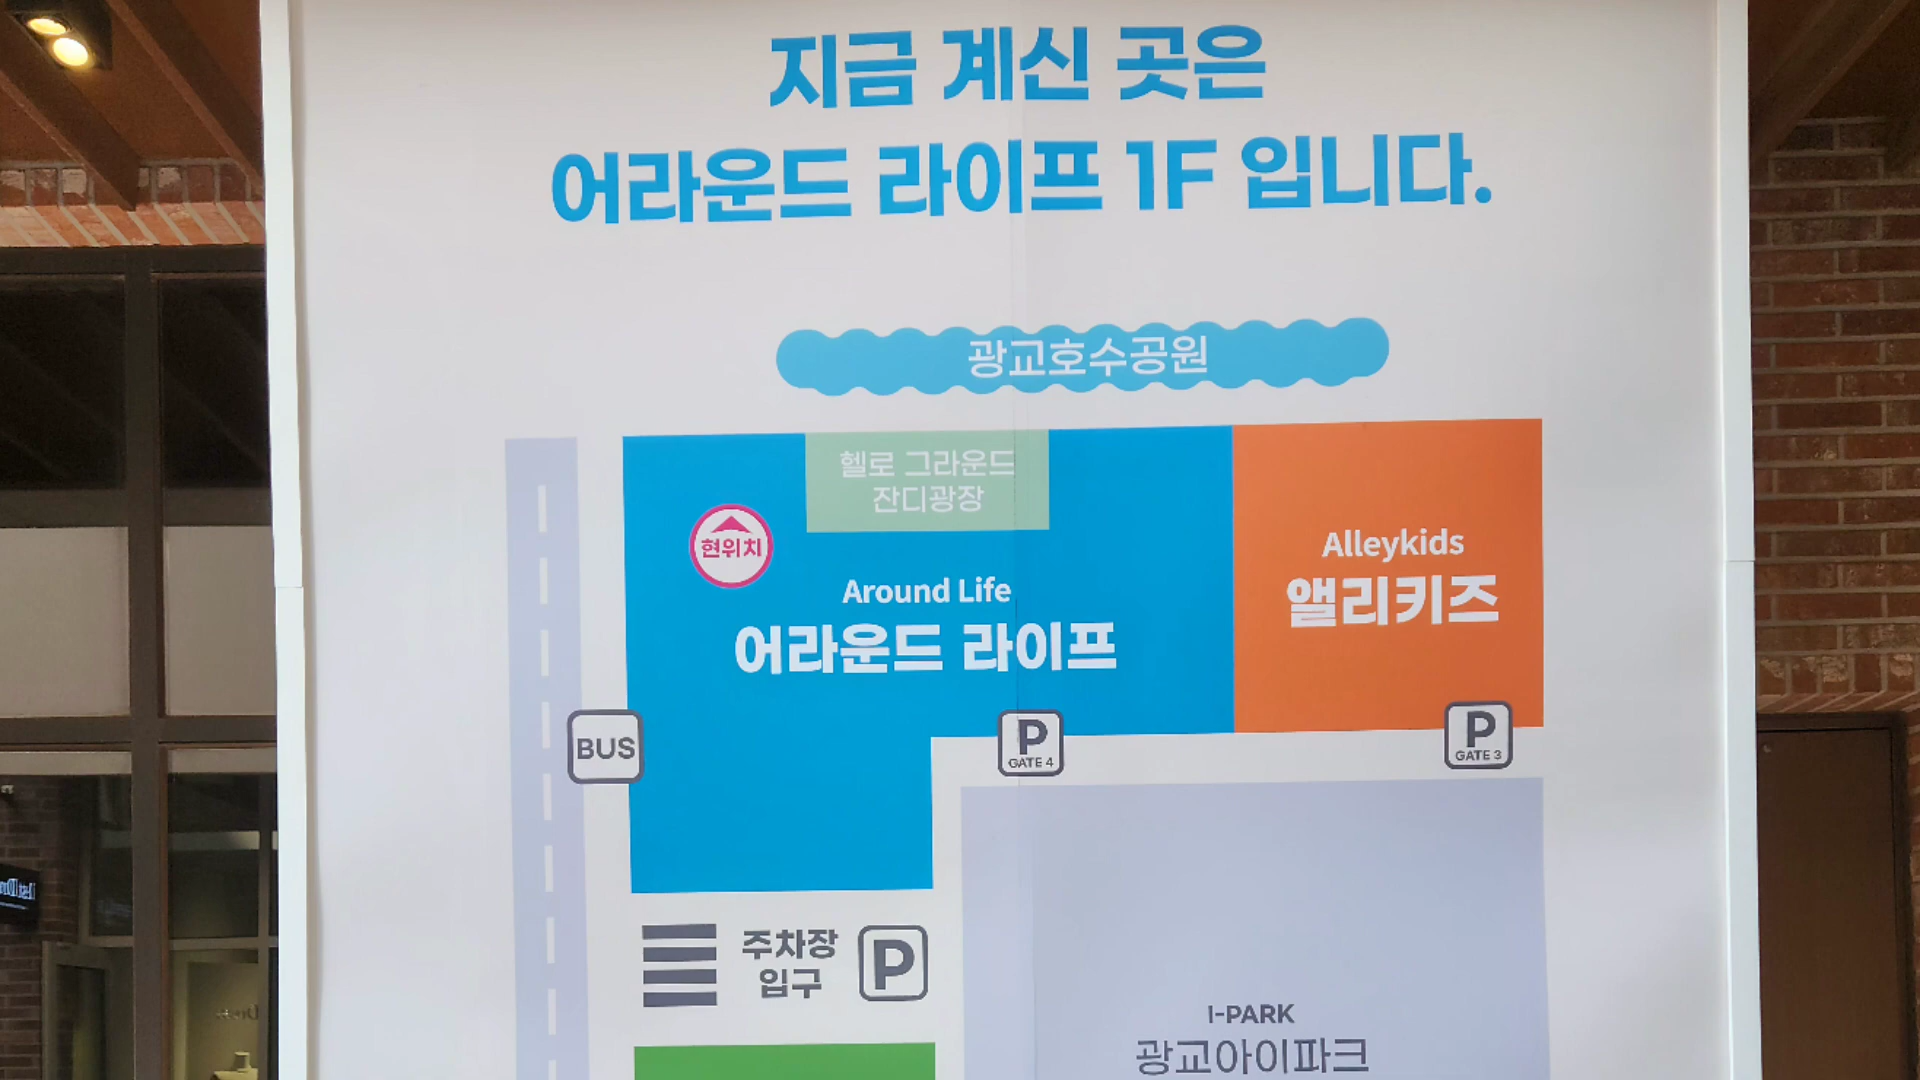 지금 계신 곳은
어라운드 라이프 1F 입니다.
광교호수공원
헬로 그라운드
잔디광장
현위치
Around Life
어라운드 라이프
Alleykids
앨리키즈
BUS
P
GATE 4
P
GATE 3
주차장
입구
P
I-PARK
광교아이파크